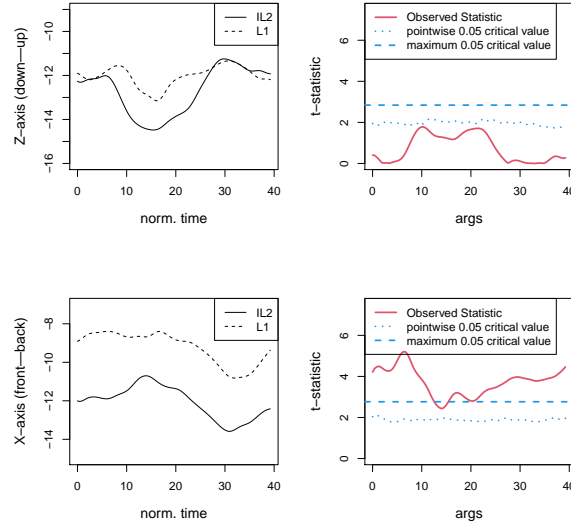 IL2
L1
Z-axis (down—up)
-16
-14
-12
-10
0
10
20
30
40
norm. time
Observed Statistic
pointwise 0.05 critical value
maximum 0.05 critical value
t-statistic
0
2
4
6
0
10
20
30
40
args
IL2
L1
X-axis (front—back)
-14
-12
-10
-8
0
10
20
30
40
norm. time
Observed Statistic
pointwise 0.05 critical value
maximum 0.05 critical value
t-statistic
0
2
4
6
0
10
20
30
40
args